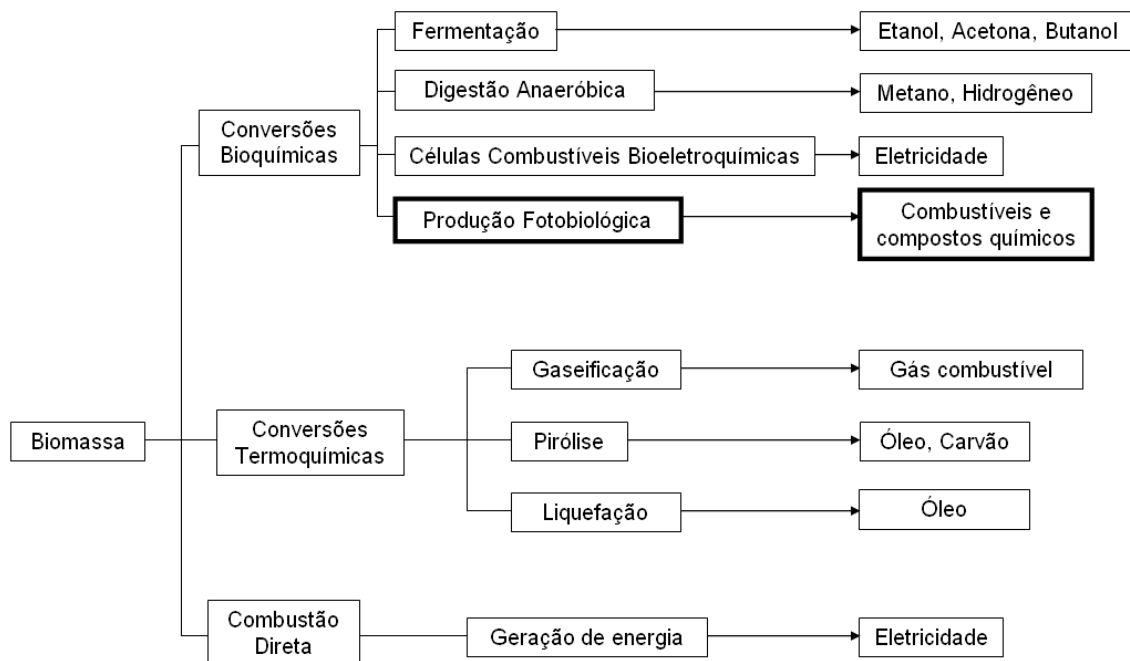 Fermentação
Etanol, Acetona, Butanol
Digestão Anaeróbica
Metano, Hidrogêneo
Conversões
Bioquímicas
Células Combustíveis Bioeletroquímicas
Eletricidade
Produção Fotobiológica
Combustíveis e
compostos químicos
Gaseificação
Gás combustível
Biomassa
Conversões
Termoquímicas
Pirólise
Óleo, Carvão
Liquefação
Óleo
Combustão
Direta
Geração de energia
Eletricidade